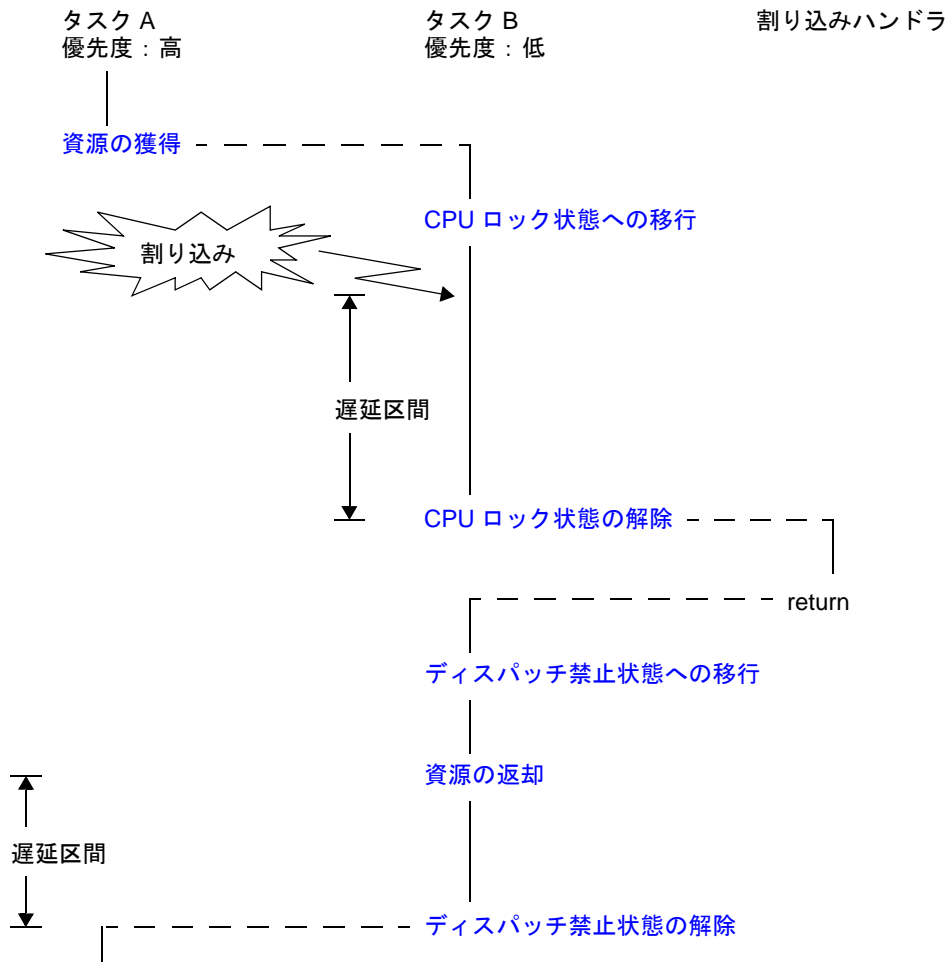 タスク A
優先度：高
タスク B
優先度：低
割り込みハンドラ
資源の獲得
CPU ロック状態への移行
割り込み
遅延区間
CPU ロック状態の解除
return
ディスパッチ禁止状態への移行
資源の返却
遅延区間
ディスパッチ禁止状態の解除